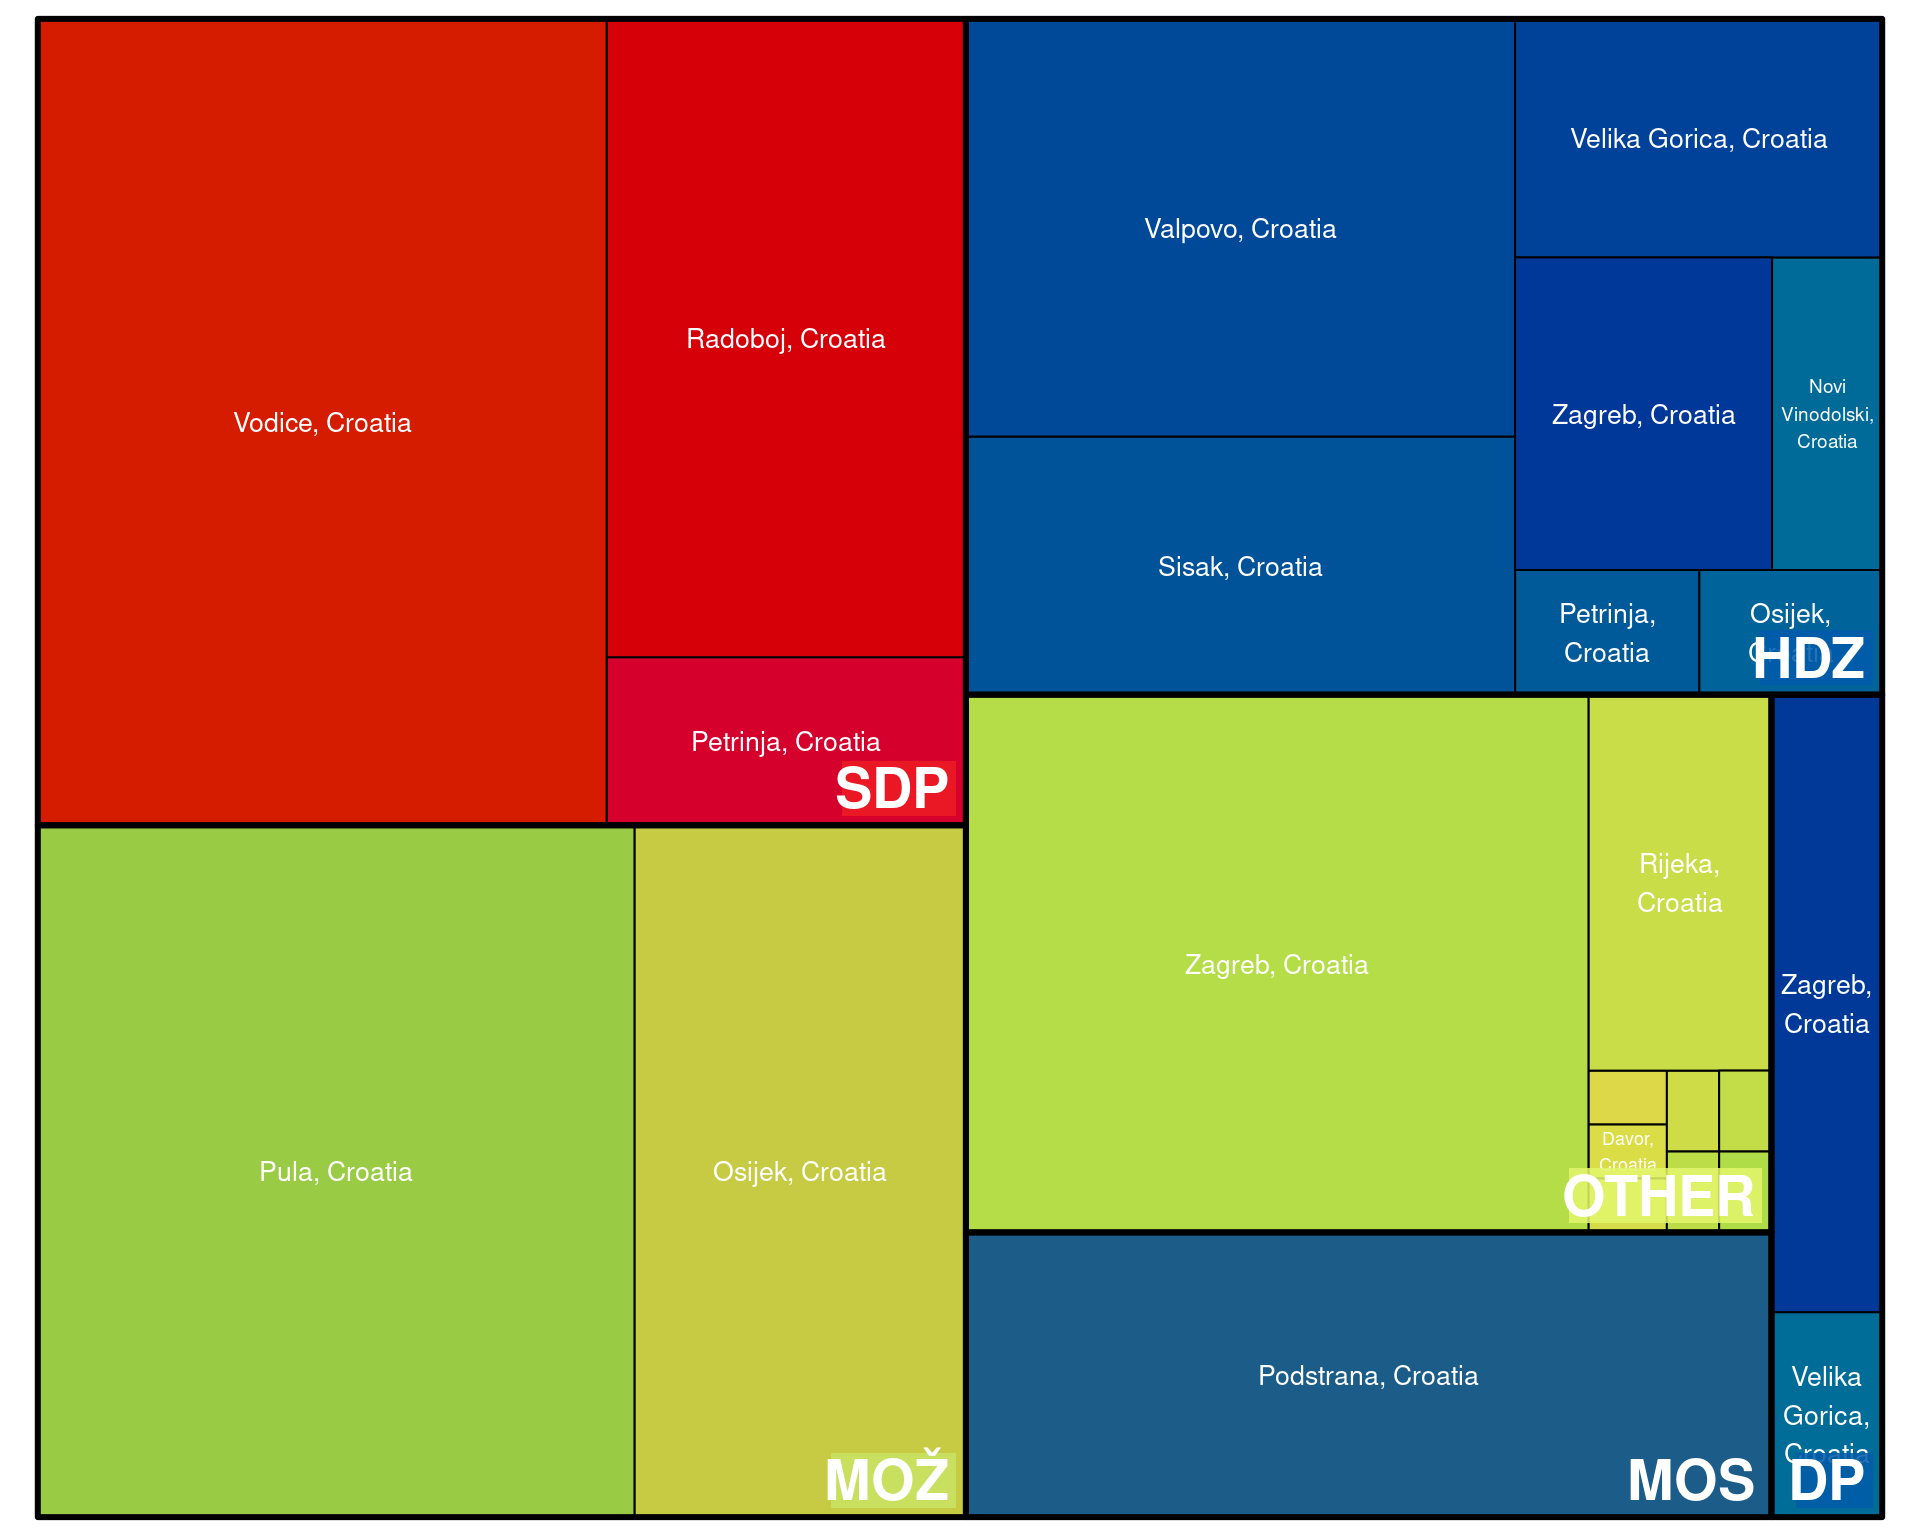 Vodice, Croatia
Radoboj, Croatia
Petrinja, Croatia
SDP
Valpovo, Croatia
Velika Gorica, Croatia
Zagreb, Croatia
Novi
Vinodolski,
Croatia
Sisak, Croatia
Petrinja,
Croatia
Osijek,
Croatia
HDZ
Pula, Croatia
Osijek, Croatia
MOŽ
Zagreb, Croatia
Rijeka,
Croatia
Davor,
Croatia
OTHER
Podstrana, Croatia
MOS
Zagreb,
Croatia
Velika
Gorica,
Croatia
DP